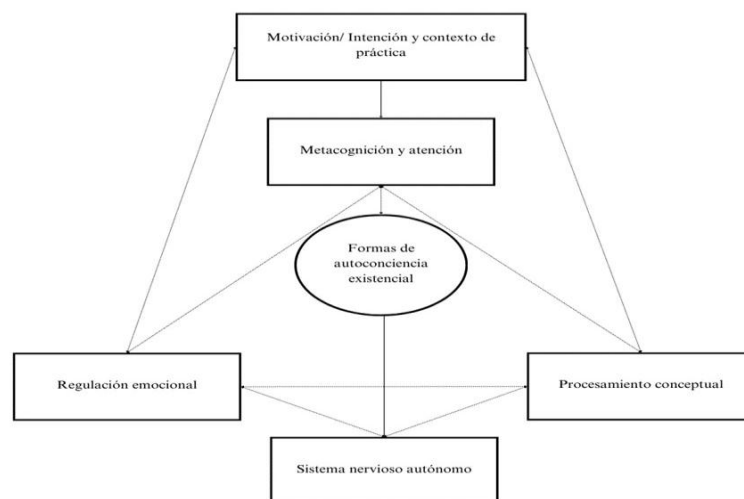 Motivación/ Intención y contexto de
práctica
Metacognición y atención
Formas de
autoconciencia
existencial
Regulación emocional
Procesamiento conceptual
Sistema nervioso autónomo